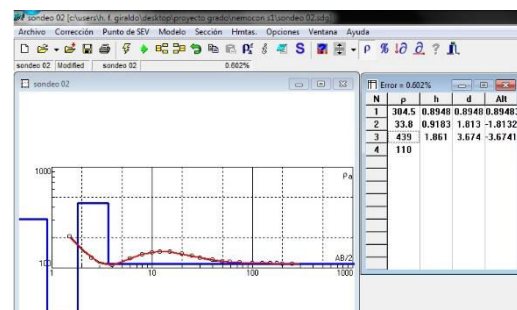 sondeo 02 [c:\users\h. f. giraldo\desktop\proyecto grado\nemocon s1\sondeo 02.sdg]
Archivo Corrección Punto de SEV Modelo Sección Hmtas. Opciones Ventana Ayuda
sondeo 02 Modified sondeo 02 0.602%
sondeo 02
1000
Pa
100
AB/2
1 10 100 1000
Error = 0.602%
N ρ h d Alt
1 304.5 0.8948 0.8948 0.8948
2 33.8 0.9183 1.813 -1.8132
3 439 1.861 3.674 -3.6741
4 110